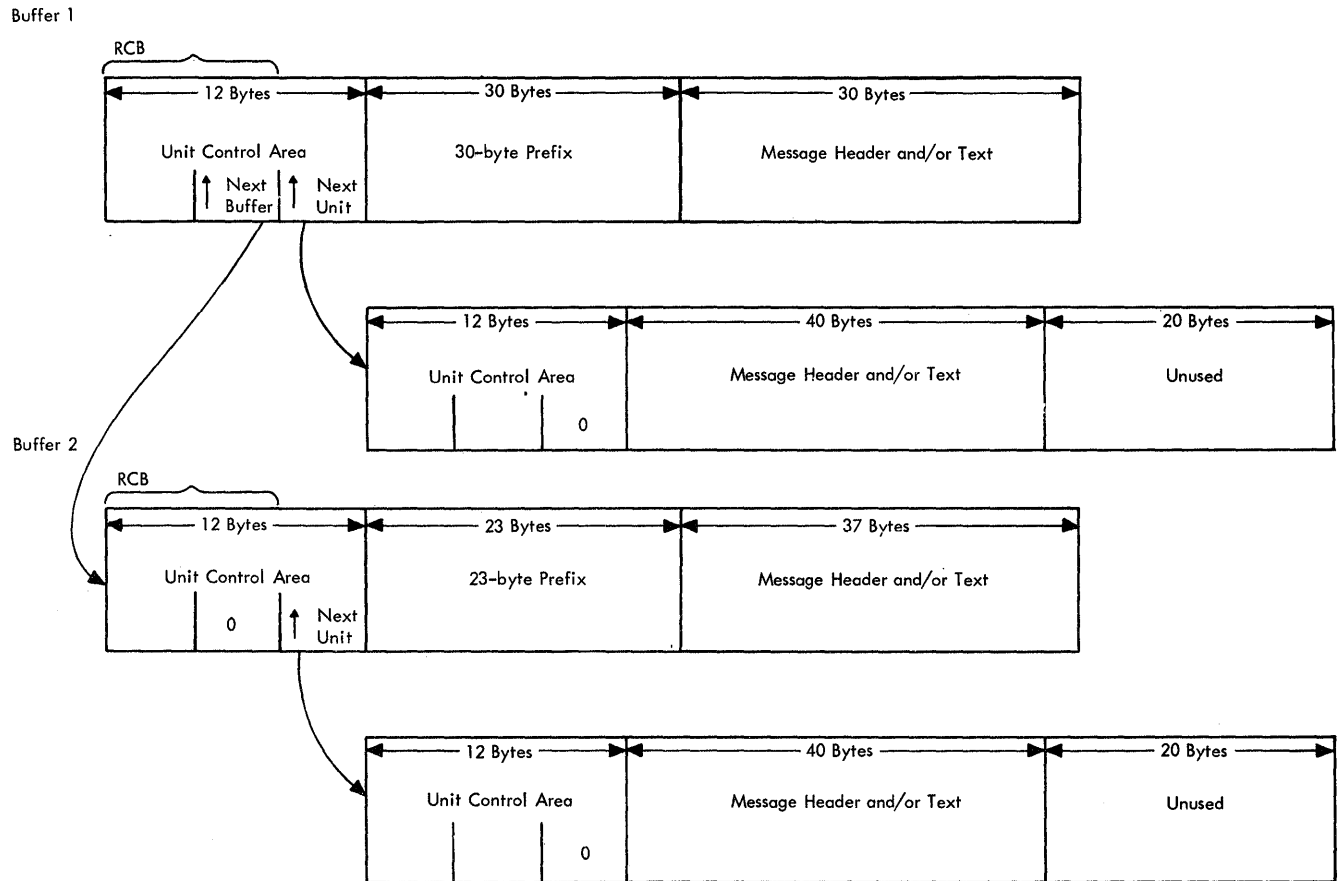 Buffer 1
RCB
12 Bytes
30 Bytes
30 Bytes
Unit Control Area
30-byte Prefix
Message Header and/or Text
Next
Buffer
Next
Unit
12 Bytes
40 Bytes
20 Bytes
Unit Control Area
Message Header and/or Text
Unused
0
Buffer 2
RCB
12 Bytes
23 Bytes
37 Bytes
Unit Control Area
23-byte Prefix
Message Header and/or Text
0
Next
Unit
12 Bytes
40 Bytes
20 Bytes
Unit Control Area
Message Header and/or Text
Unused
0